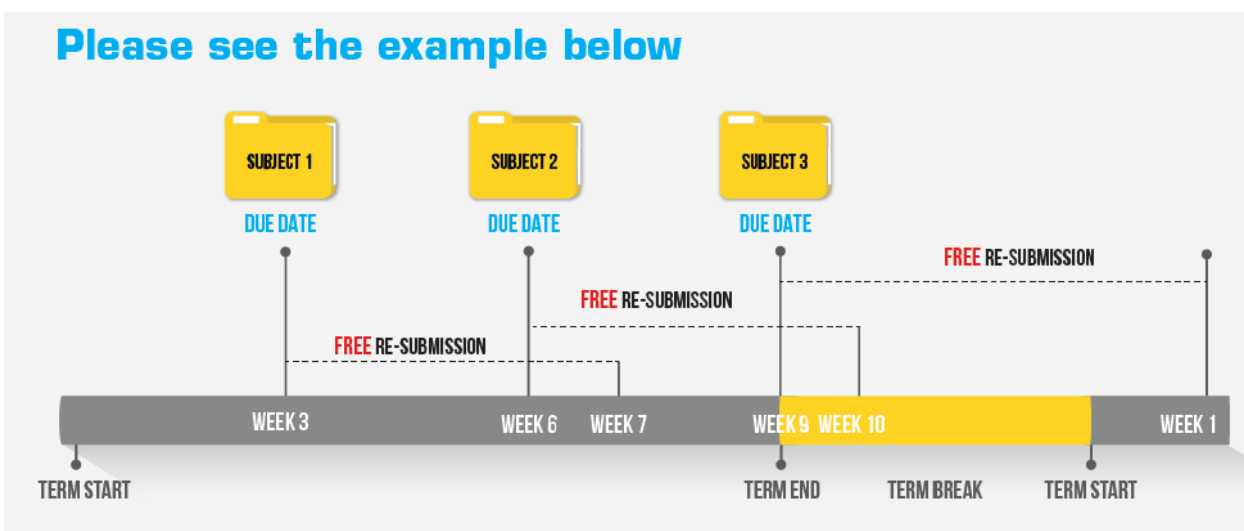 Please see the example below
SUBJECT 1
SUBJECT 2
SUBJECT 3
DUE DATE
DUE DATE
DUE DATE
FREE RE-SUBMISSION
FREE RE-SUBMISSION
FREE RE-SUBMISSION
WEEK 3
WEEK 6
WEEK 7
WEEK 9
WEEK 10
WEEK 1
TERM START
TERM END
TERM BREAK
TERM START